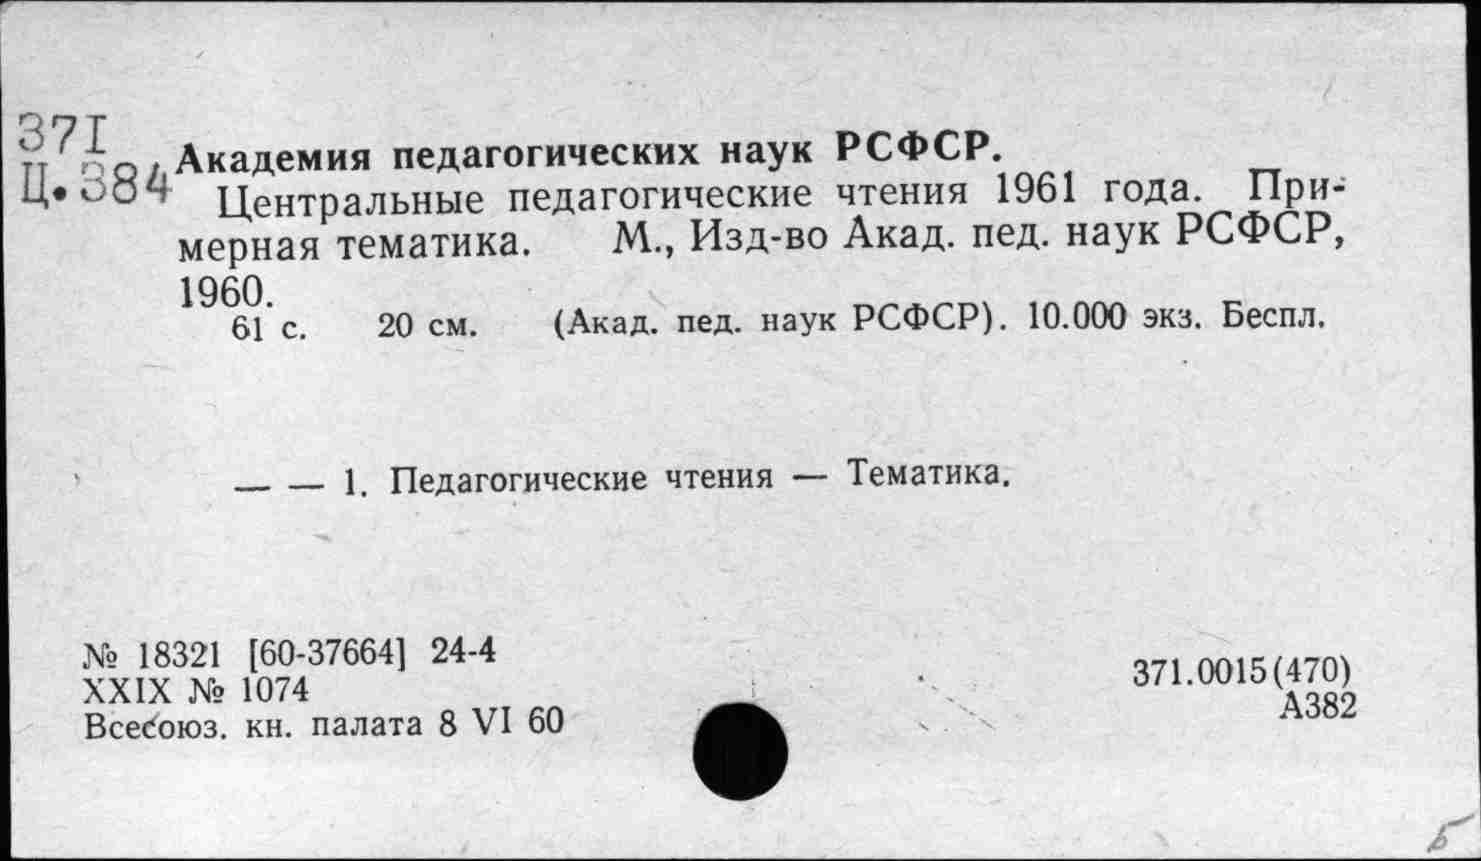 371
Ц.384
Академия педагогических наук РСФСР.
Центральные педагогические чтения 1961 года. При-
мерная тематика. М., Изд-во Акад. пед. наук РСФСР,
1960.
61 с. 20 см. (Акад. пед. наук РСФСР). 10.000 экз. Беспл.
— — 1. Педагогические чтения — Тематика.
№ 18321 [60-37664] 24-4
XXIX № 1074
Всесоюз. кн. палата 8 VI 60
371.0015(470)
А382